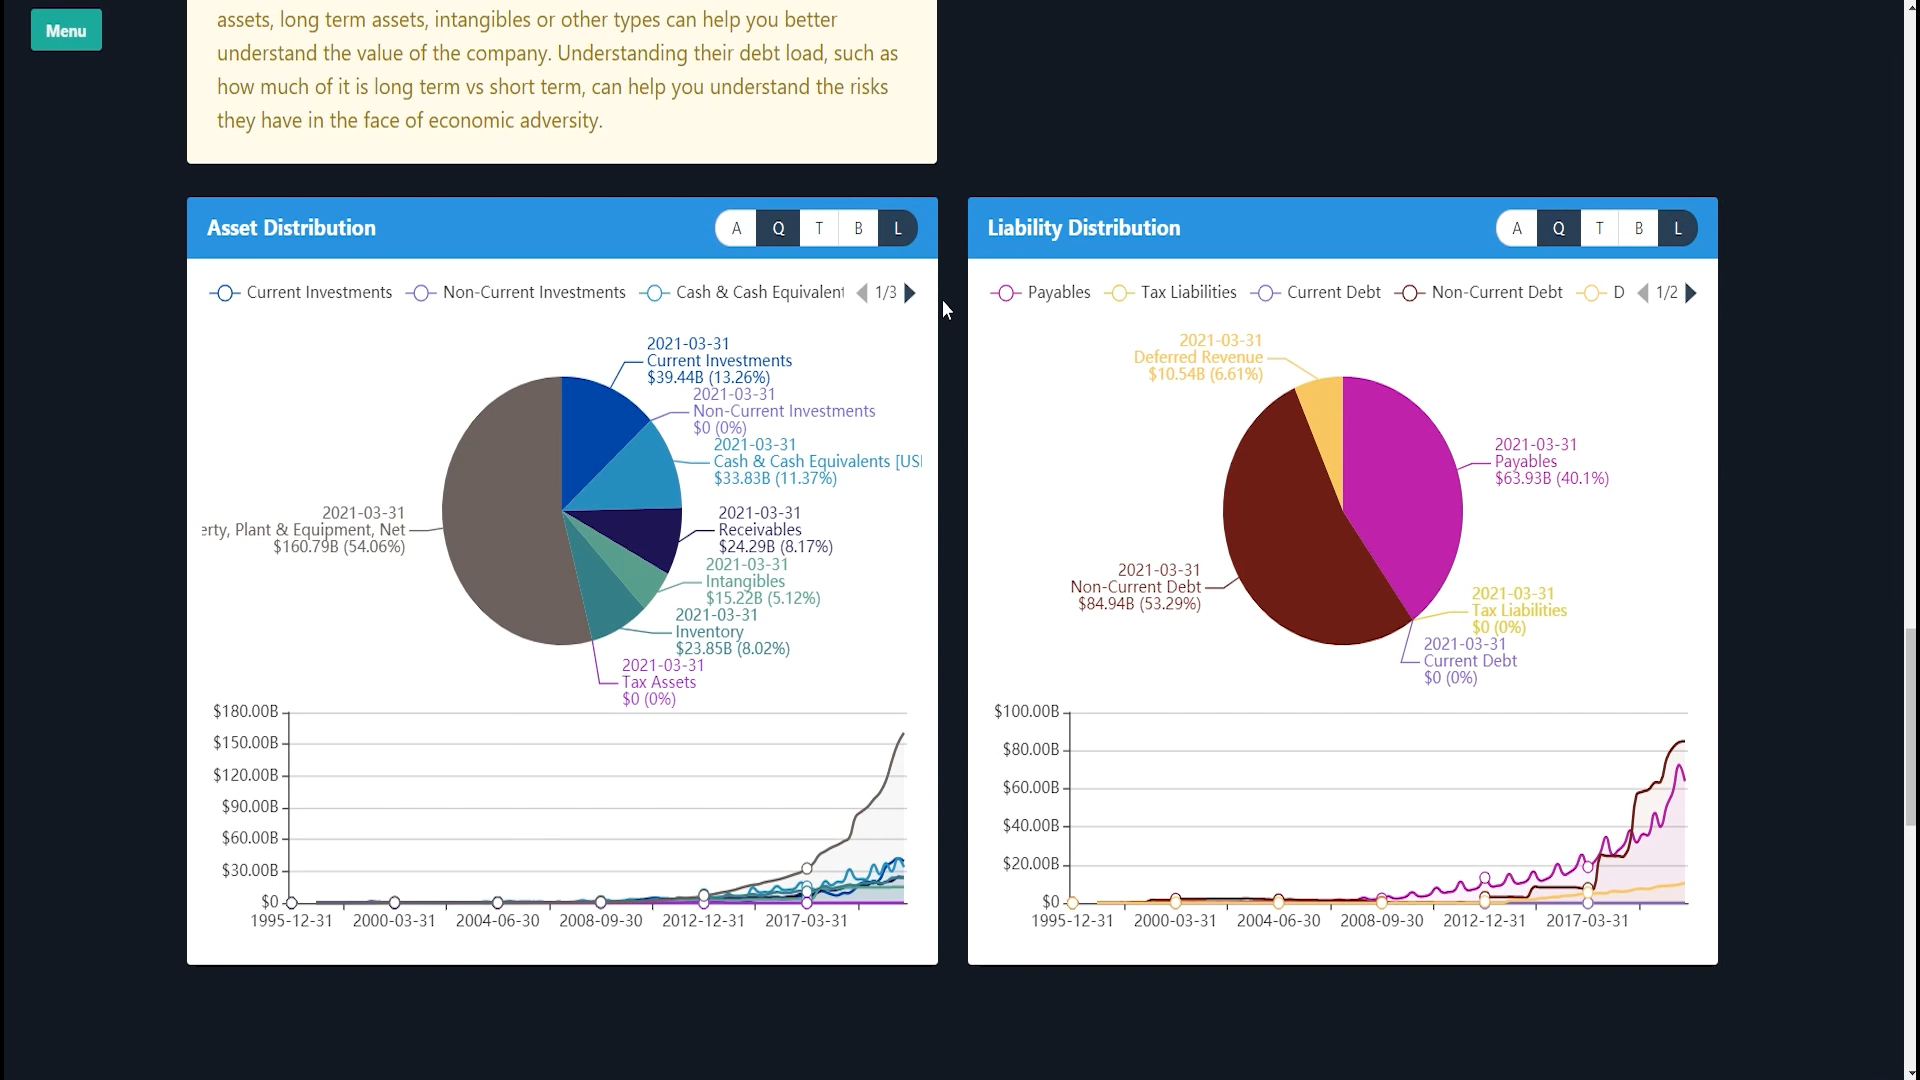 Menu
assets, long term assets, intangibles or other types can help you better
understand the value of the company. Understanding their debt load, such as
how much of it is long term vs short term, can help you understand the risks
they have in the face of economic adversity.
Asset Distribution
A Q T B L
Current Investments Non-Current Investments Cash & Cash Equivalent 1/3
2021-03-31
Current Investments
$39.44B (13.26%)
2021-03-31
Non-Current Investments
$0 (0%)
2021-03-31
Cash & Cash Equivalents [US
$33.83B (11.37%)
2021-03-31
Receivables
$24.29B (8.17%)
2021-03-31
Intangibles
$15.22B (5.12%)
2021-03-31
Inventory
$23.85B (8.02%)
2021-03-31
Tax Assets
$0 (0%)
2021-03-31
erty, Plant & Equipment, Net
$160.79B (54.06%)
$180.00B
$150.00B
$120.00B
$90.00B
$60.00B
$30.00B
$0
1995-12-31 2000-03-31 2004-06-30 2008-09-30 2012-12-31 2017-03-31
Liability Distribution
A Q T B L
Payables Tax Liabilities Current Debt Non-Current Debt D 1/2
2021-03-31
Deferred Revenue
$10.54B (6.61%)
2021-03-31
Payables
$63.93B (40.1%)
2021-03-31
Non-Current Debt
$84.94B (53.29%)
2021-03-31
Tax Liabilities
$0 (0%)
2021-03-31
Current Debt
$0 (0%)
$100.00B
$80.00B
$60.00B
$40.00B
$20.00B
$0
1995-12-31 2000-03-31 2004-06-30 2008-09-30 2012-12-31 2017-03-31